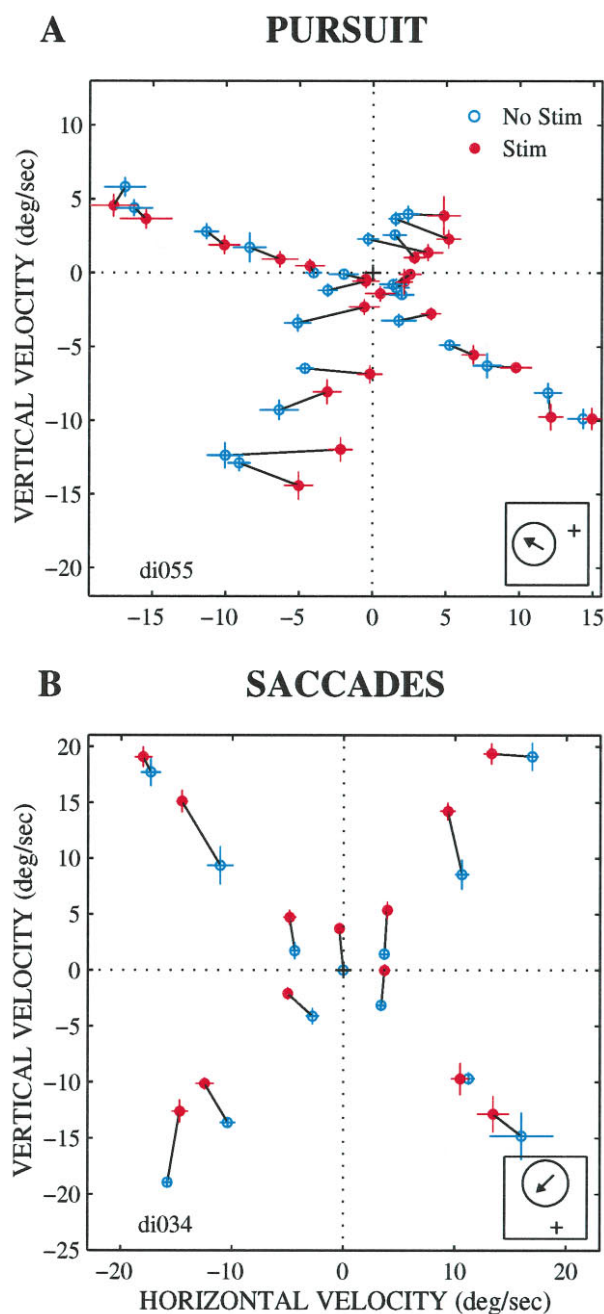 A PURSUIT
VERTICAL VELOCITY (deg/sec)
10
5
0
−5
−10
−15
−20
No Stim
Stim
di055
−15 −10 −5 0 5 10 15
B SACCADES
VERTICAL VELOCITY (deg/sec)
20
15
10
5
0
−5
−10
−15
−20
−25
di034
−20 −10 0 10 20
HORIZONTAL VELOCITY (deg/sec)